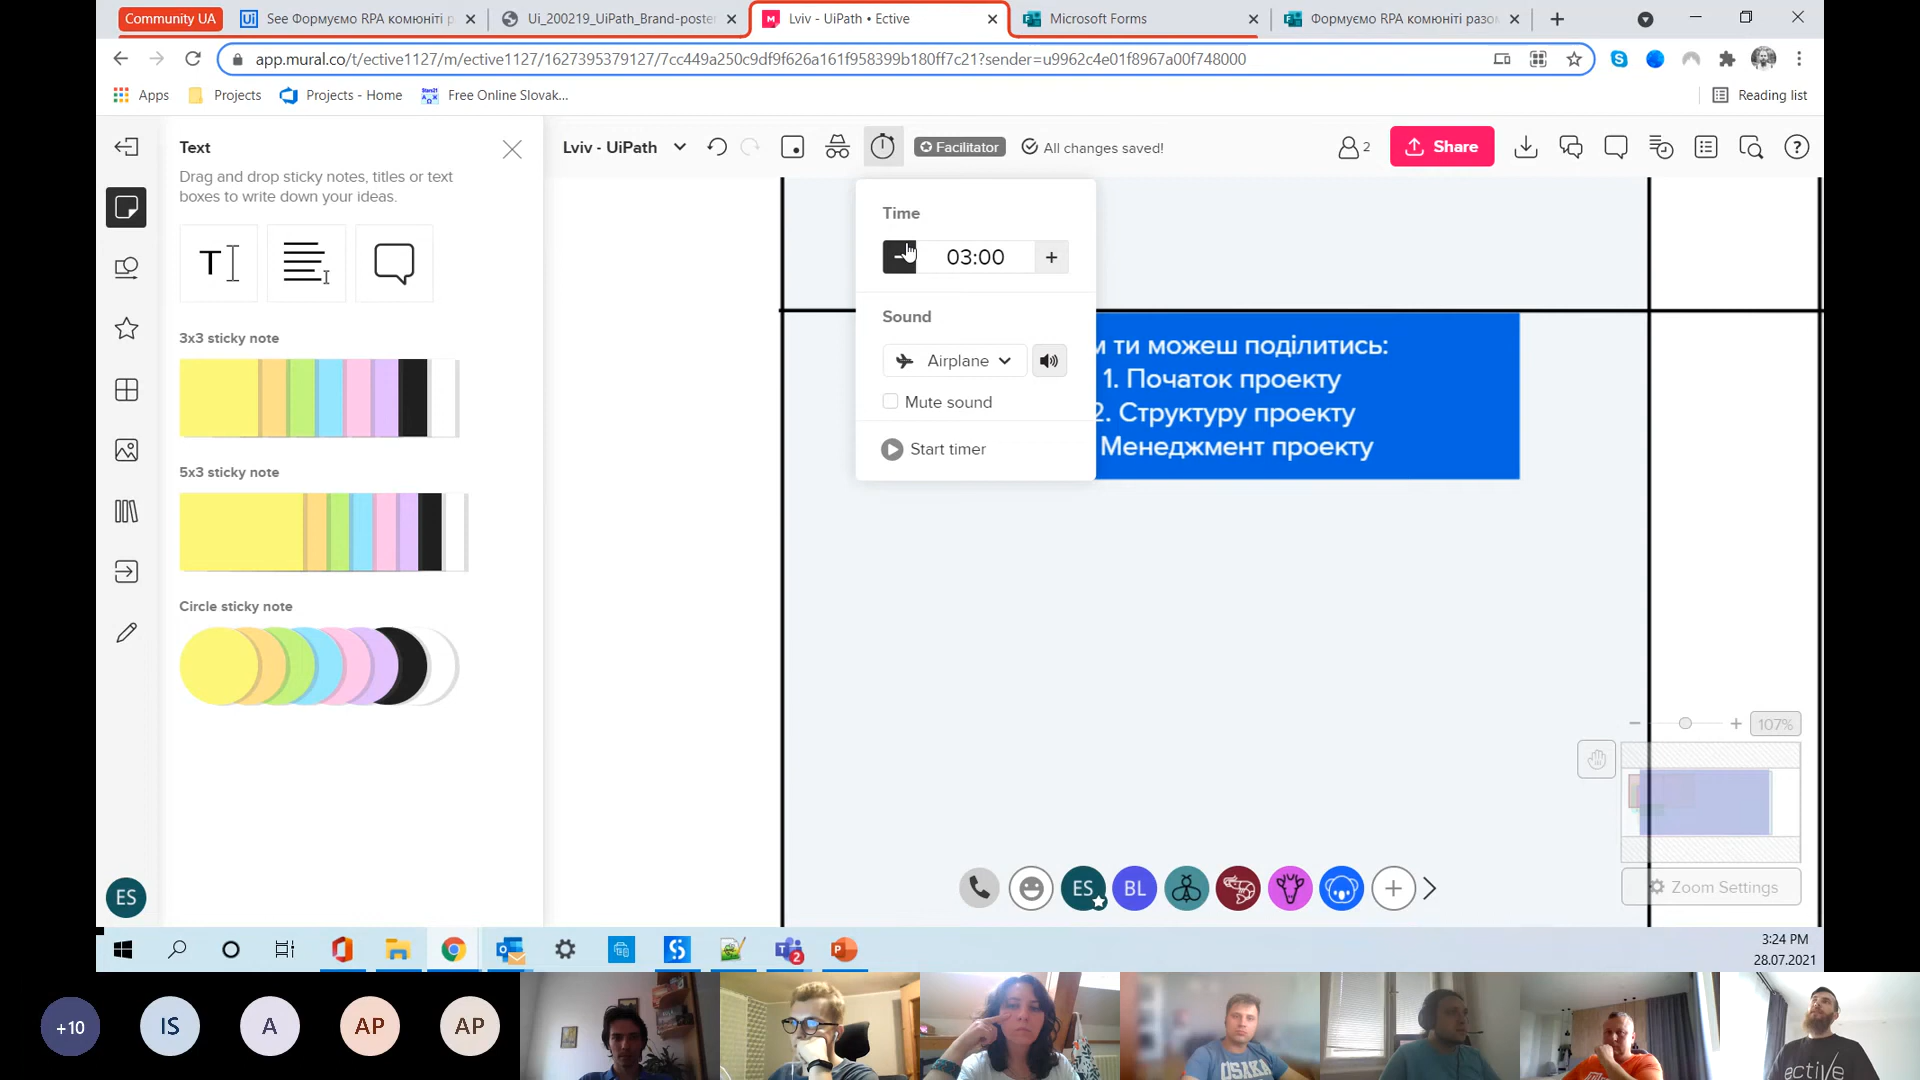 Community UA
See Формуємо RPA комюніті р
Ui_200219_UiPath_Brand-poster
Lviv - UiPath • Ective
Microsoft Forms
Формуємо RPA комюніті разом
app.mural.co/t/ective1127/m/ective1127/1627395379127/7cc449a250c9df9f626a161f958399b180ff7c21?sender=u9962c4e01f8967a00f748000
Apps
Projects
Projects - Home
Free Online Slovak...
Reading list
Text
Drag and drop sticky notes, titles or text
boxes to write down your ideas.
3x3 sticky note
5x3 sticky note
Circle sticky note
ES
Lviv - UiPath
Facilitator
All changes saved!
2
Share
Time
03:00
Sound
Airplane
Mute sound
Start timer
м ти можеш поділитись:
1. Початок проекту
2. Структуру проекту
Менеджмент проекту
107%
Zoom Settings
ES
BL
3:24 PM
28.07.2021
+10
IS
A
AP
AP
OSAKA
ective